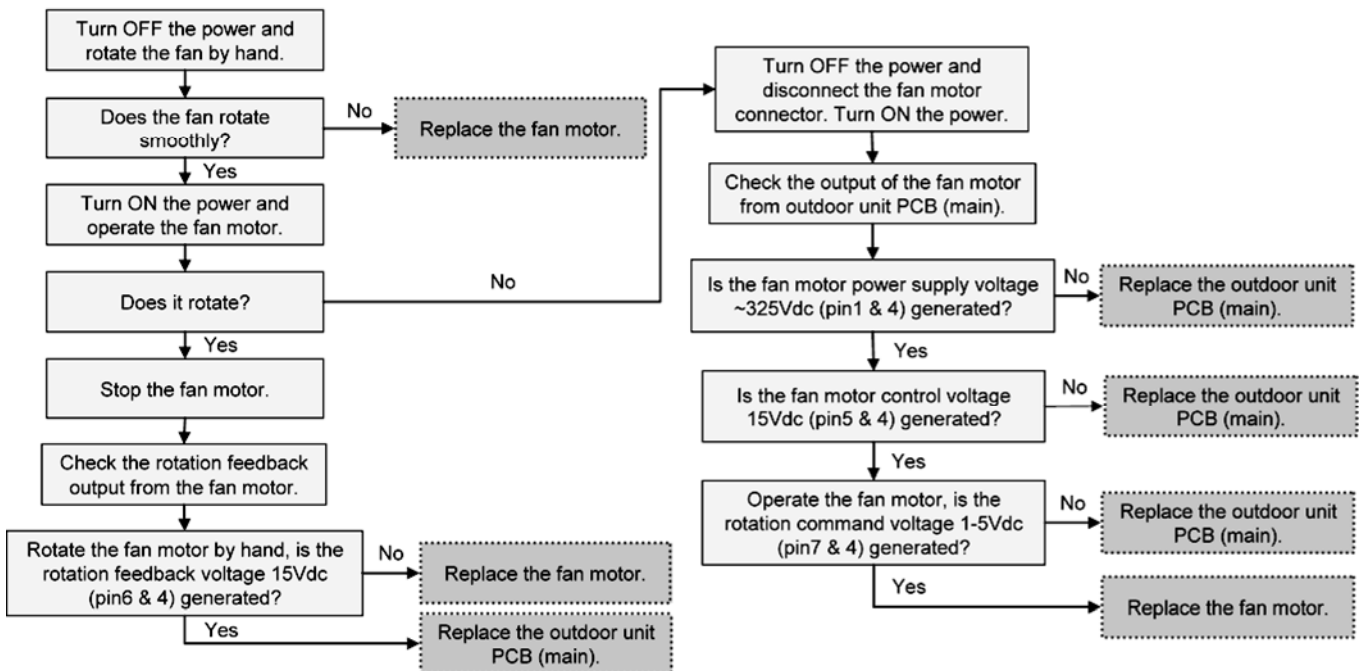 Turn OFF the power and
rotate the fan by hand.
Does the fan rotate
smoothly?
No
Replace the fan motor.
Yes
Turn ON the power and
operate the fan motor.
Does it rotate?
No
Yes
Stop the fan motor.
Check the rotation feedback
output from the fan motor.
Rotate the fan motor by hand, is the
rotation feedback voltage 15Vdc
(pin6 & 4) generated?
No
Replace the fan motor.
Yes
Replace the outdoor unit
PCB (main).
Turn OFF the power and
disconnect the fan motor
connector. Turn ON the power.
Check the output of the fan motor
from outdoor unit PCB (main).
Is the fan motor power supply voltage
~325Vdc (pin1 & 4) generated?
No
Replace the outdoor unit
PCB (main).
Yes
Is the fan motor control voltage
15Vdc (pin5 & 4) generated?
No
Replace the outdoor unit
PCB (main).
Yes
Operate the fan motor, is the
rotation command voltage 1-5Vdc
(pin7 & 4) generated?
No
Replace the outdoor unit
PCB (main).
Yes
Replace the fan motor.